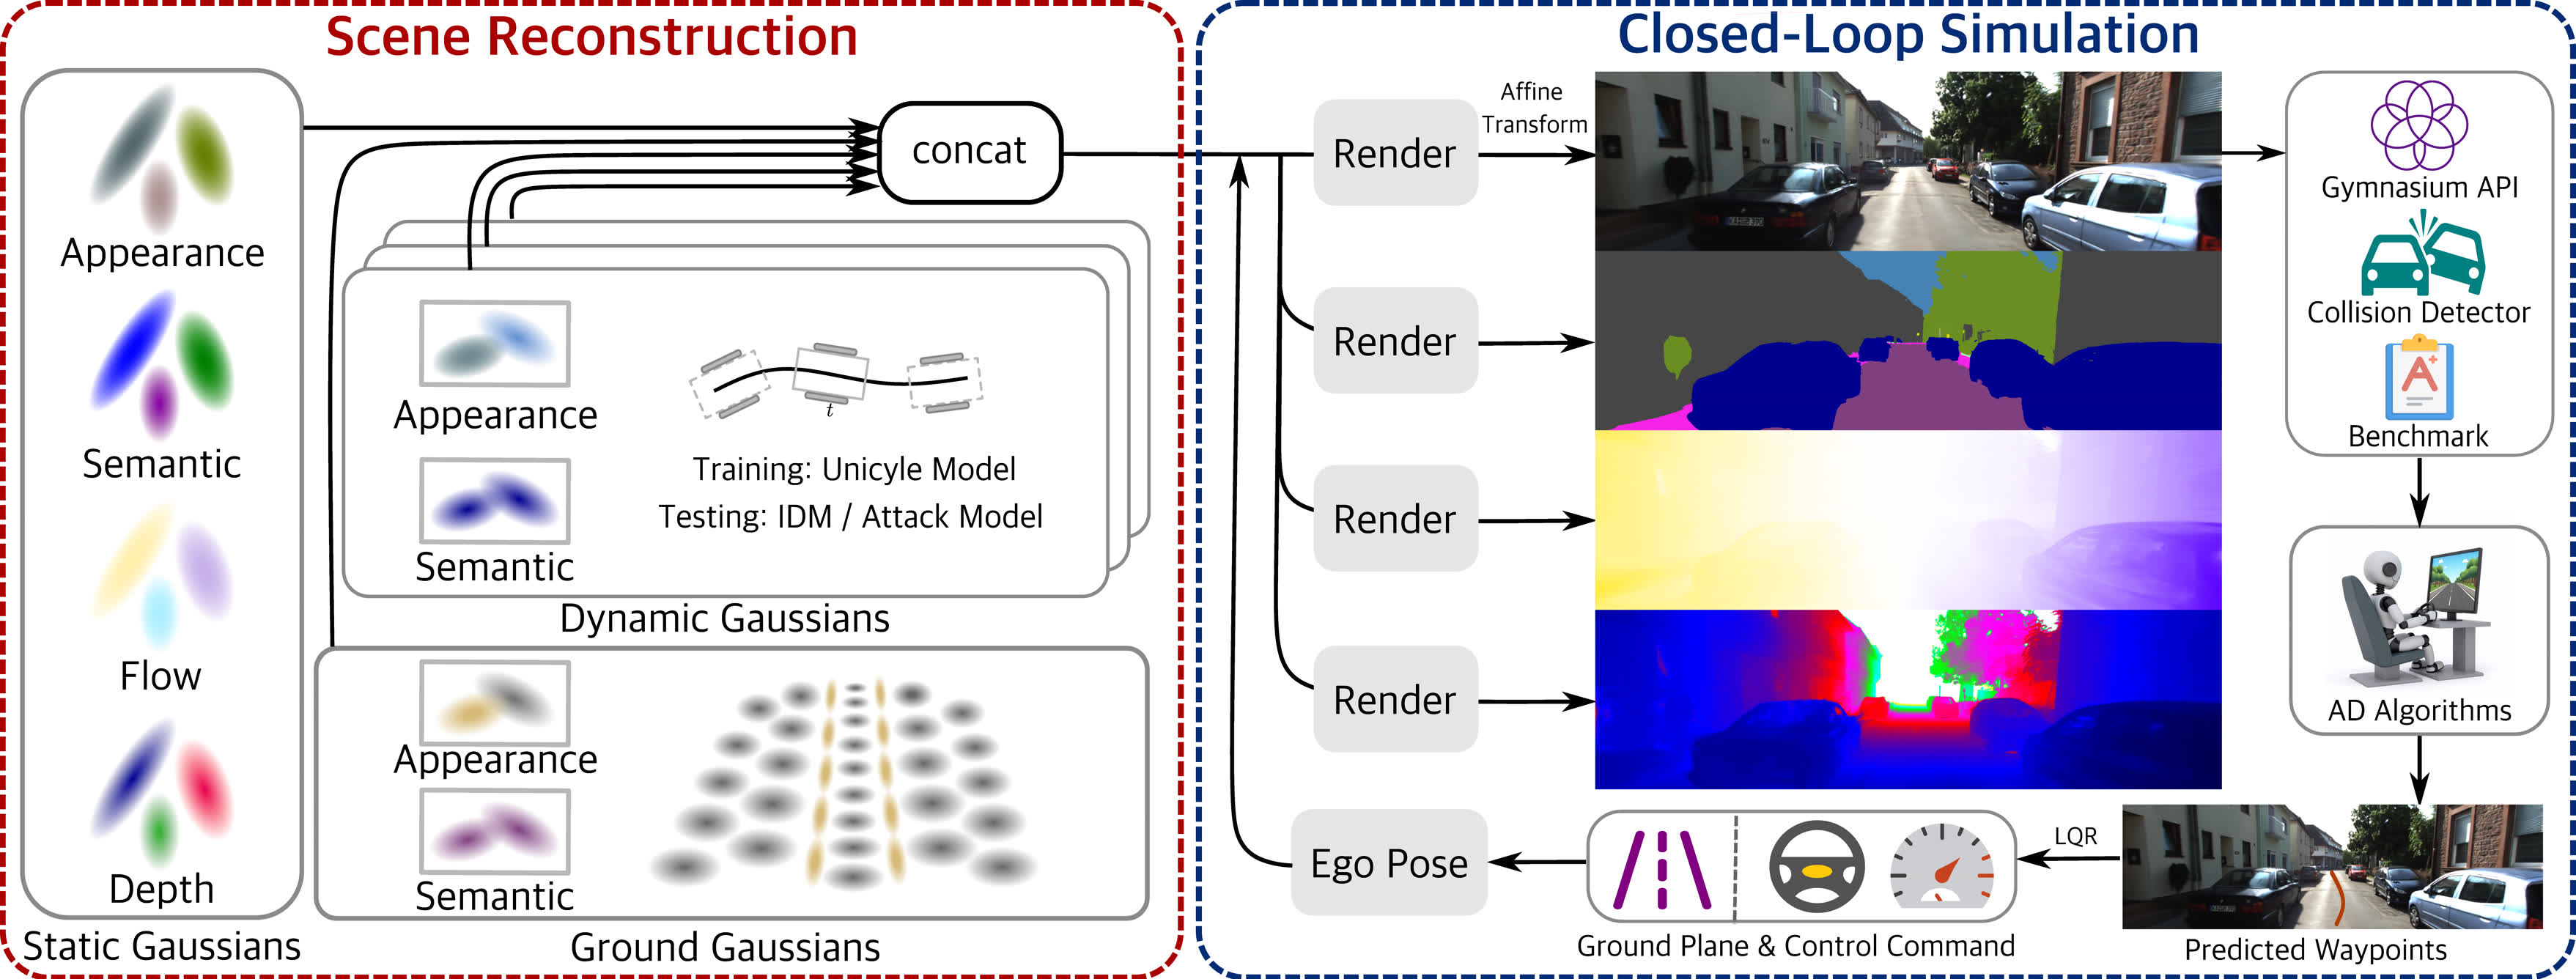 Scene Reconstruction
Appearance
Semantic
Flow
Depth
Static Gaussians
concat
Appearance
Semantic
t
Training: Unicyle Model
Testing: IDM / Attack Model
Dynamic Gaussians
Appearance
Semantic
Ground Gaussians
Closed-Loop Simulation
Render
Affine
Transform
Render
Render
Render
Ego Pose
Gymnasium API
Collision Detector
A+
Benchmark
AD Algorithms
LQR
Ground Plane & Control Command
Predicted Waypoints